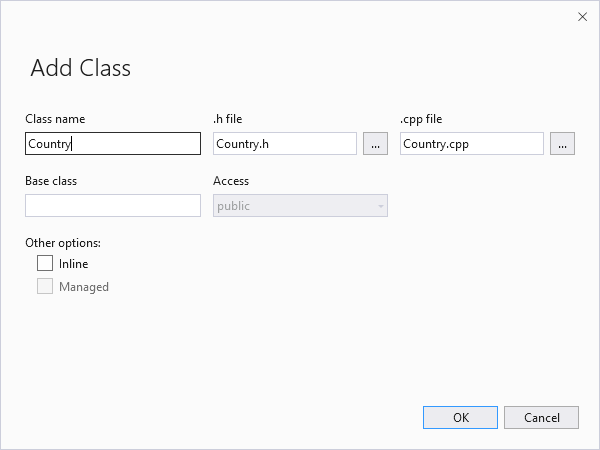 Add Class
Class name .h file .cpp file
Country Country.h ... Country.cpp ...
Base class Access
public
Other options:
Inline
Managed
OK Cancel